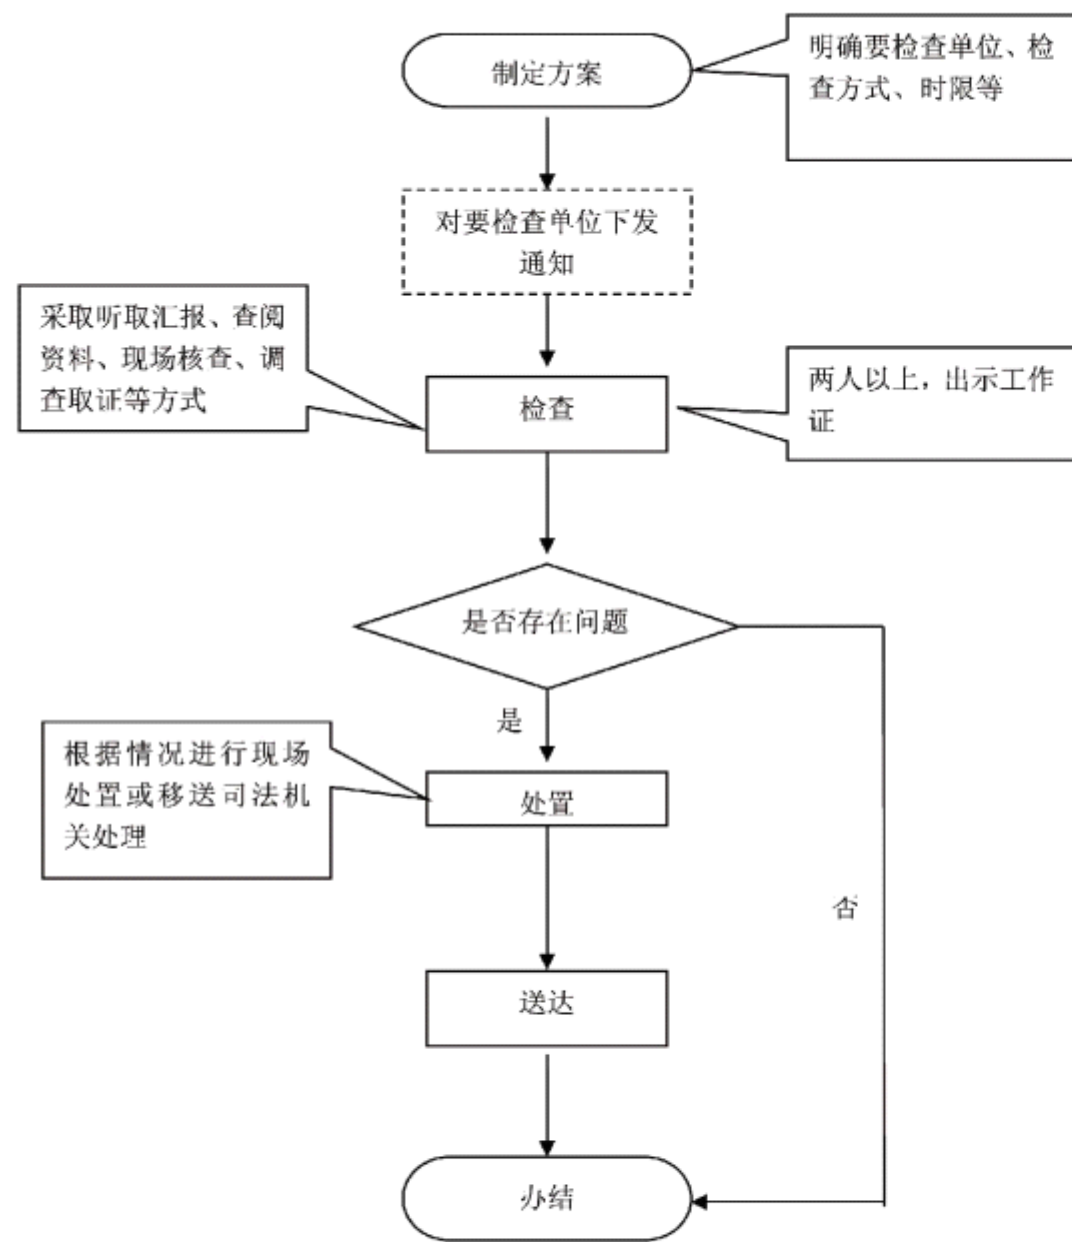 制定方案
明确要检查单位、检
查方式、时限等
对要检查单位下发
通知
采取听取汇报、查阅
资料、现场核查、调
查取证等方式
检查
两人以上，出示工作
证
是否存在问题
是
根据情况进行现场
处置或移送司法机
关处理
处置
否
送达
办结